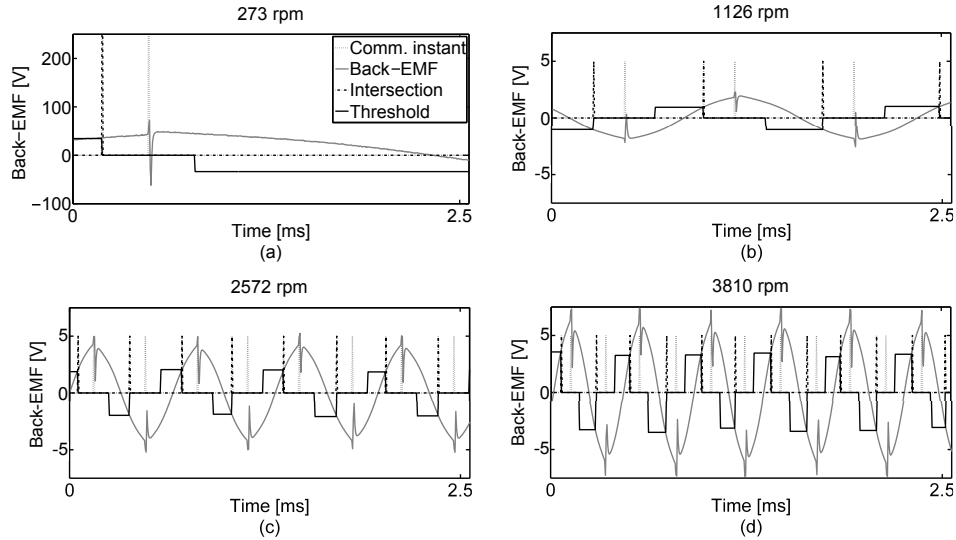 273 rpm
Back-EMF [V]
200
100
0
-100
0
2.5
Comm. instant
Back-EMF
Intersection
Threshold
Time [ms]
(a)
1126 rpm
Back-EMF [V]
5
0
-5
0
2.5
Time [ms]
(b)
2572 rpm
Back-EMF [V]
5
0
-5
0
2.5
Time [ms]
(c)
3810 rpm
Back-EMF [V]
5
0
-5
0
2.5
Time [ms]
(d)